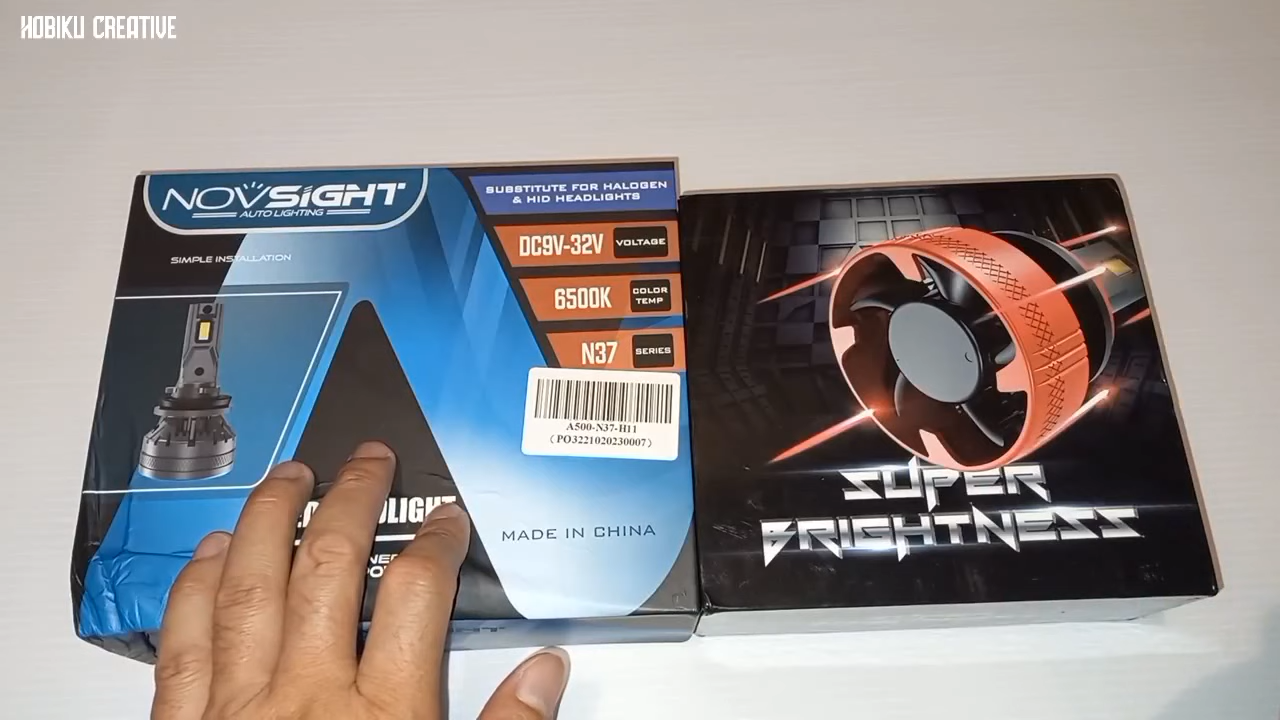 HOBIKU CREATIVE
NOVSIGHT
AUTO LIGHTING
SIMPLE INSTALLATION
SUBSTITUTE FOR HALOGEN
& HID HEADLIGHTS
DC9V-32V VOLTAGE
6500K COLOR TEMP
N37 SERIES
A500-N37-H11
(PO3221020230007)
MADE IN CHINA
SUPER
BRIGHTNESS